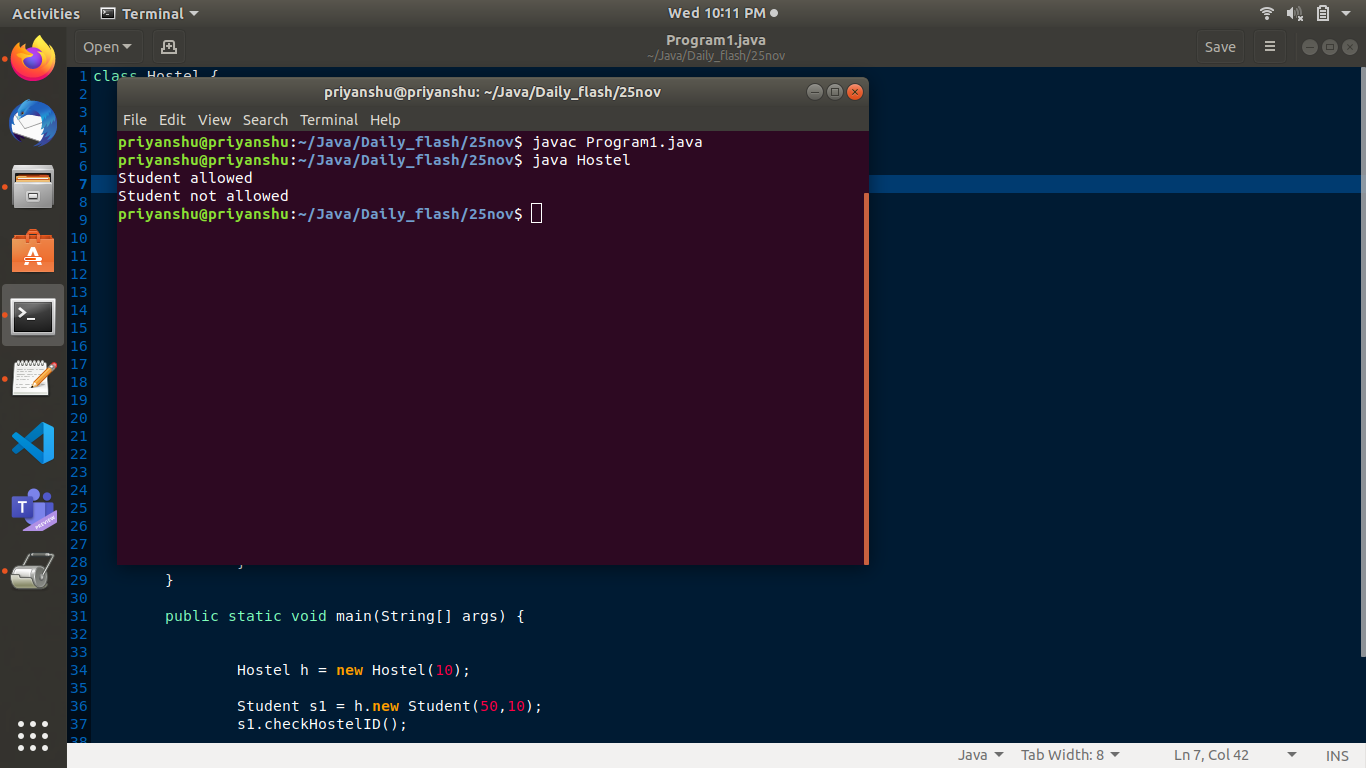 Activities Terminal Wed 10:11 PM
Open Program1.java Save
~/Java/Daily_flash/25nov
1 class Hostel {
priyanshu@priyanshu: ~/Java/Daily_flash/25nov
2
File Edit View Search Terminal Help
3
4
priyanshu@priyanshu:~/Java/Daily_flash/25nov$ javac Program1.java
5
priyanshu@priyanshu:~/Java/Daily_flash/25nov$ java Hostel
6
Student allowed
7
Student not allowed
8
priyanshu@priyanshu:~/Java/Daily_flash/25nov$
9
10
11
12
13
14
15
16
17
18
19
20
21
22
23
24
25
26
27
28 }
29 }
30
31 public static void main(String[] args) {
32
33
34 Hostel h = new Hostel(10);
35
36 Student s1 = h.new Student(50,10);
37 s1.checkHostelID();
38
Java Tab Width: 8 Ln 7, Col 42 INS
T
PREVIEW